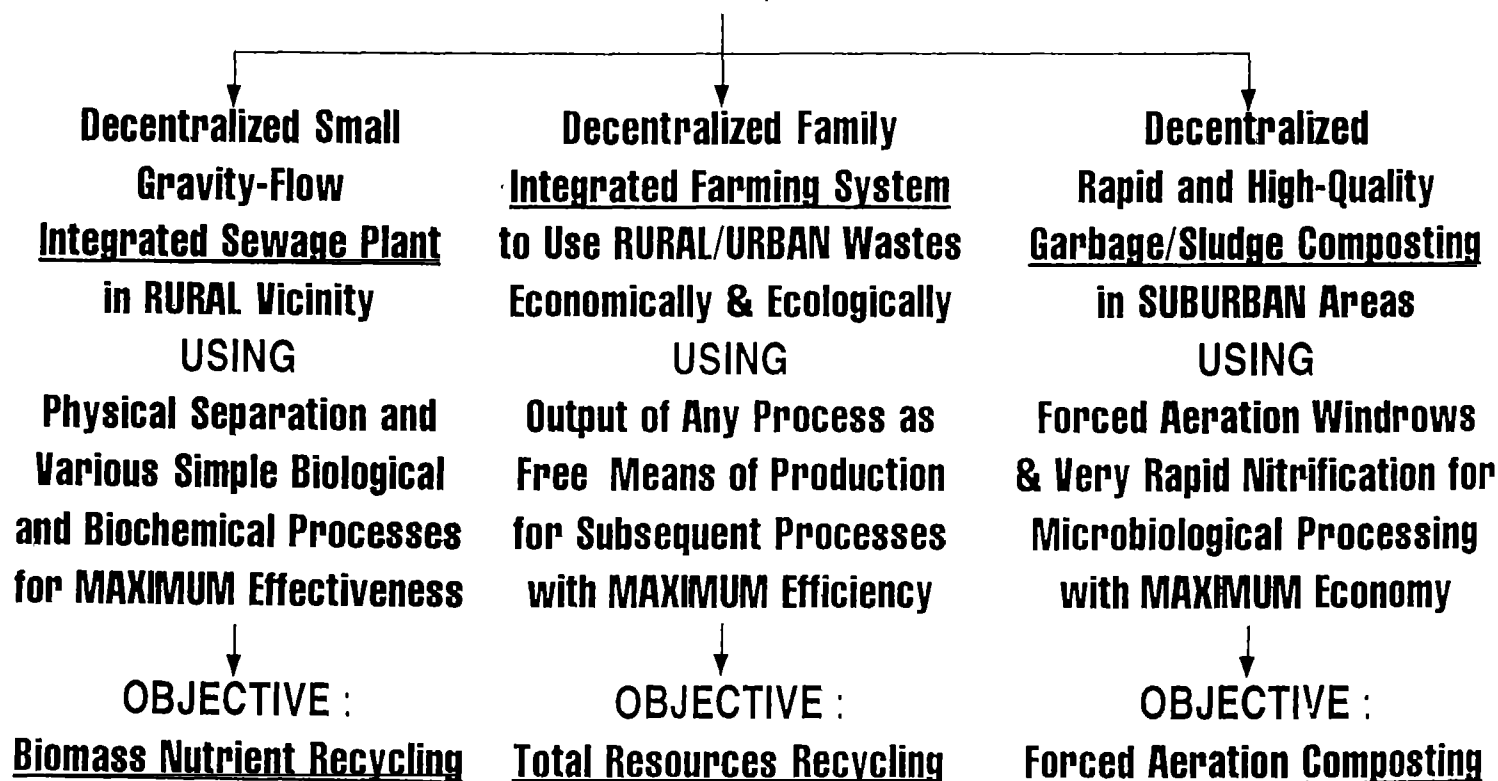 Decentralized Small
Gravity-Flow
Integrated Sewage Plant
in RURAL Vicinity
USING
Physical Separation and
Various Simple Biological
and Biochemical Processes
for MAXIMUM Effectiveness
OBJECTIVE :
Biomass Nutrient Recycling
Decentralized Family
Integrated Farming System
to Use RURAL/URBAN Wastes
Economically & Ecologically
USING
Output of Any Process as
Free Means of Production
for Subsequent Processes
with MAXIMUM Efficiency
OBJECTIVE :
Total Resources Recycling
Decentralized
Rapid and High-Quality
Garbage/Sludge Composting
in SUBURBAN Areas
USING
Forced Aeration Windrows
& Very Rapid Nitrification for
Microbiological Processing
with MAXIMUM Economy
OBJECTIVE :
Forced Aeration Composting